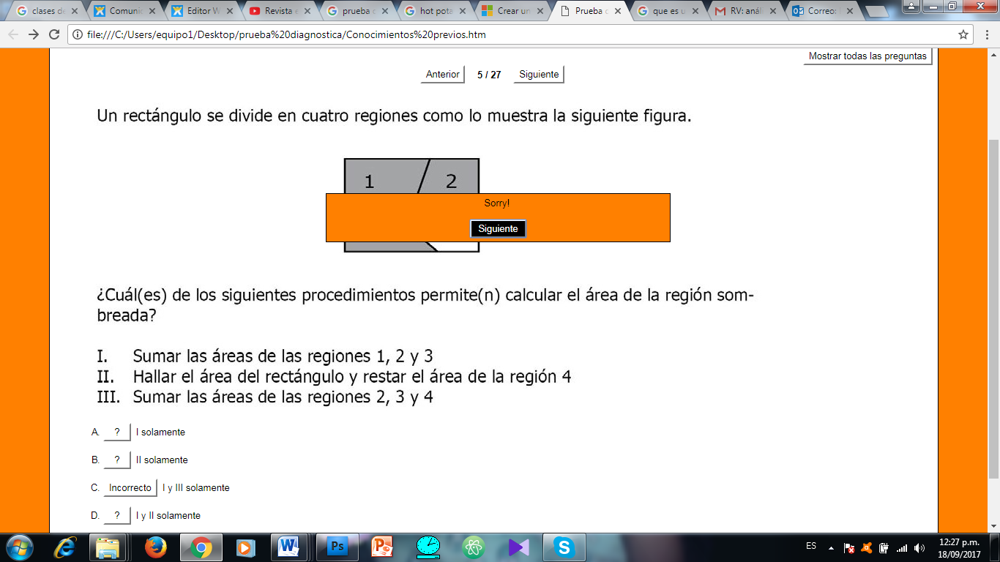 clases de
Comunic
Editor W
Revista e
prueba d
hot pota
Crear un
Prueba d
que es u
RV: anál
Correo:
file:///C:/Users/equipo1/Desktop/prueba%20diagnostica/Conocimientos%20previos.htm
Mostrar todas las preguntas
Anterior 5 / 27 Siguiente
Un rectángulo se divide en cuatro regiones como lo muestra la siguiente figura.
1 2
Sorry!
Siguiente
¿Cuál(es) de los siguientes procedimientos permite(n) calcular el área de la región som-
breada?
I. Sumar las áreas de las regiones 1, 2 y 3
II. Hallar el área del rectángulo y restar el área de la región 4
III. Sumar las áreas de las regiones 2, 3 y 4
A. ? I solamente
B. ? II solamente
C. Incorrecto I y III solamente
D. ? I y II solamente
ES
12:27 p.m.
18/09/2017